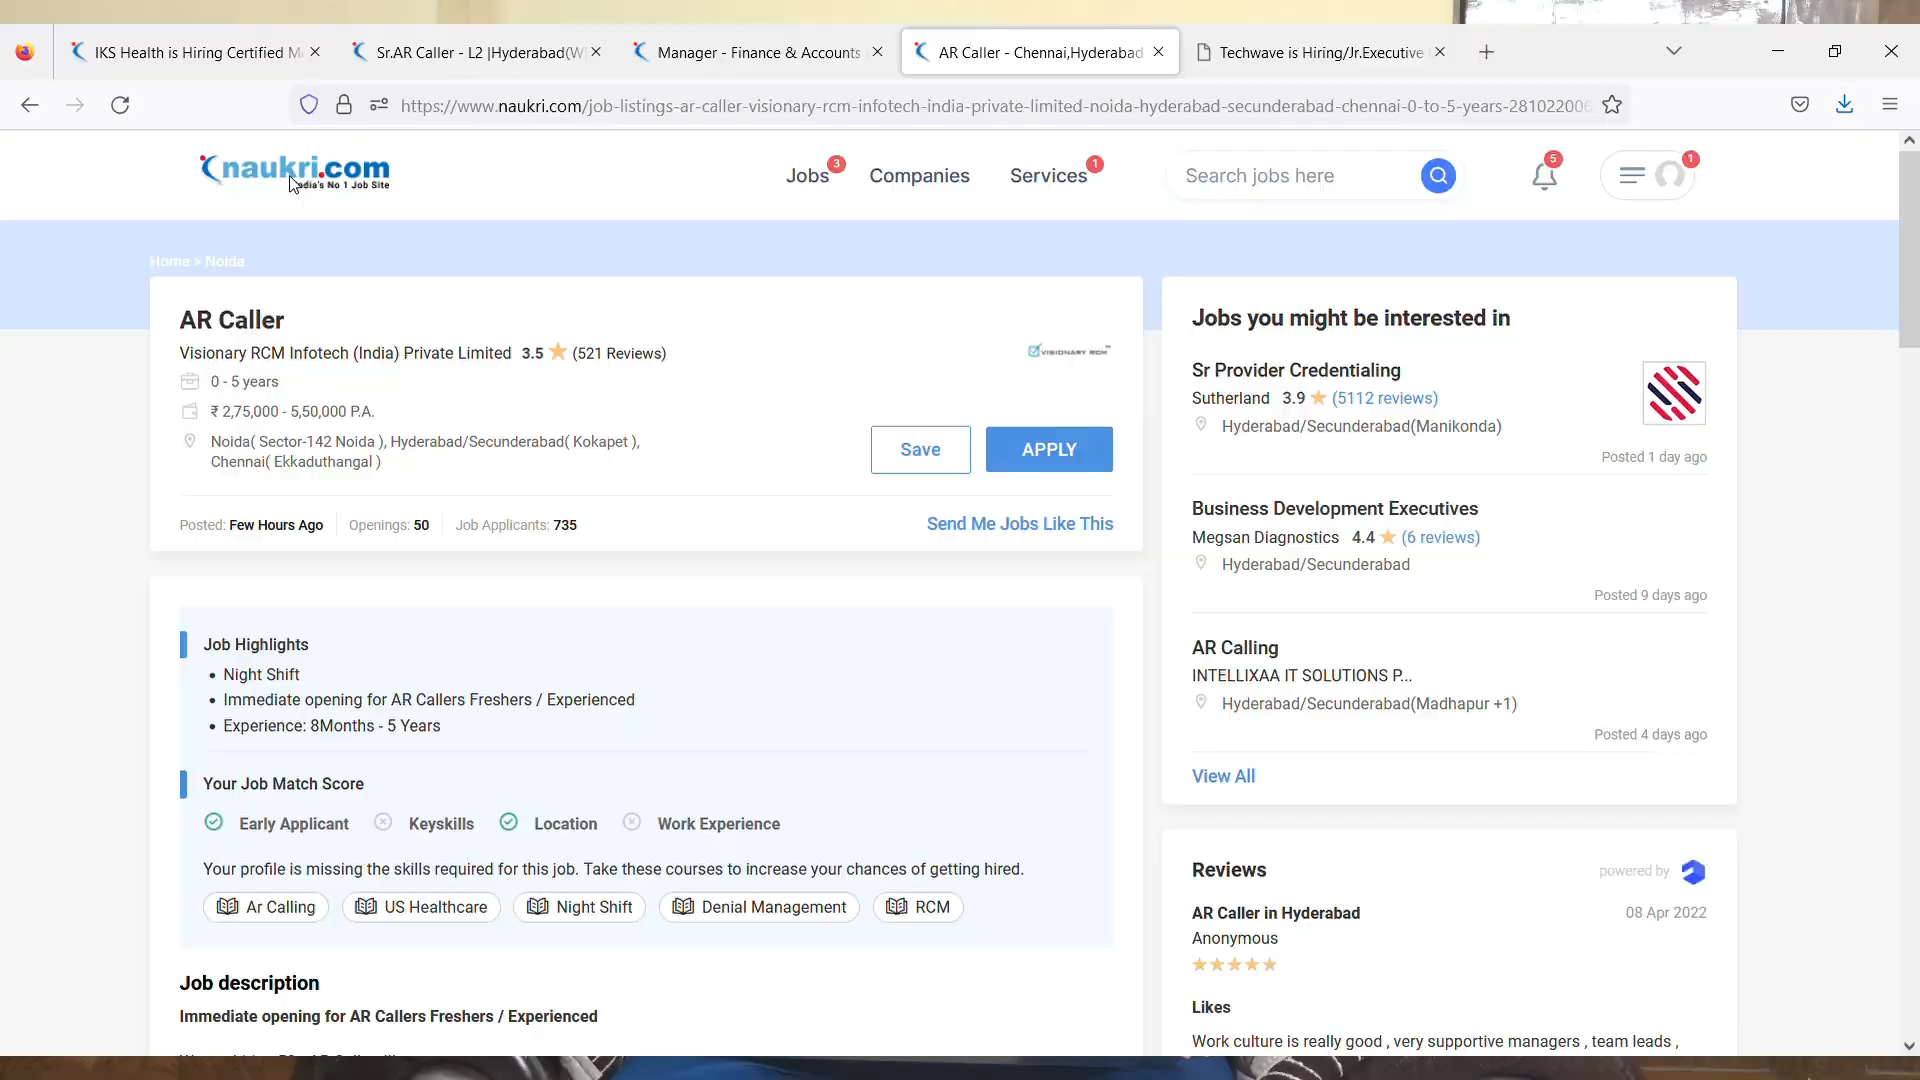 IKS Health is Hiring Certified M
Sr.AR Caller - L2 |Hyderabad(W
Manager - Finance & Accounts
AR Caller - Chennai,Hyderabad
Techwave is Hiring/Jr.Executive
https://www.naukri.com/job-listings-ar-caller-visionary-rcm-infotech-india-private-limited-noida-hyderabad-secunderabad-chennai-0-to-5-years-281022006
naukri.com
India's No 1 Job Site
Jobs 3
Companies
Services 1
Search jobs here
5
1
Home > Noida
AR Caller
Visionary RCM Infotech (India) Private Limited 3.5 (521 Reviews)
VISIONARY RCM™
0 - 5 years
₹ 2,75,000 - 5,50,000 P.A.
Noida( Sector-142 Noida ), Hyderabad/Secunderabad( Kokapet ),
Chennai( Ekkaduthangal )
Save
APPLY
Posted: Few Hours Ago
Openings: 50
Job Applicants: 735
Send Me Jobs Like This
Job Highlights
• Night Shift
• Immediate opening for AR Callers Freshers / Experienced
• Experience: 8Months - 5 Years
Your Job Match Score
Early Applicant
Keyskills
Location
Work Experience
Your profile is missing the skills required for this job. Take these courses to increase your chances of getting hired.
Ar Calling
US Healthcare
Night Shift
Denial Management
RCM
Job description
Immediate opening for AR Callers Freshers / Experienced
Jobs you might be interested in
Sr Provider Credentialing
Sutherland 3.9 (5112 reviews)
Hyderabad/Secunderabad(Manikonda)
Posted 1 day ago
Business Development Executives
Megsan Diagnostics 4.4 (6 reviews)
Hyderabad/Secunderabad
Posted 9 days ago
AR Calling
INTELLIXAA IT SOLUTIONS P...
Hyderabad/Secunderabad(Madhapur +1)
Posted 4 days ago
View All
Reviews
powered by
AR Caller in Hyderabad
08 Apr 2022
Anonymous
Likes
Work culture is really good , very supportive managers , team leads ,